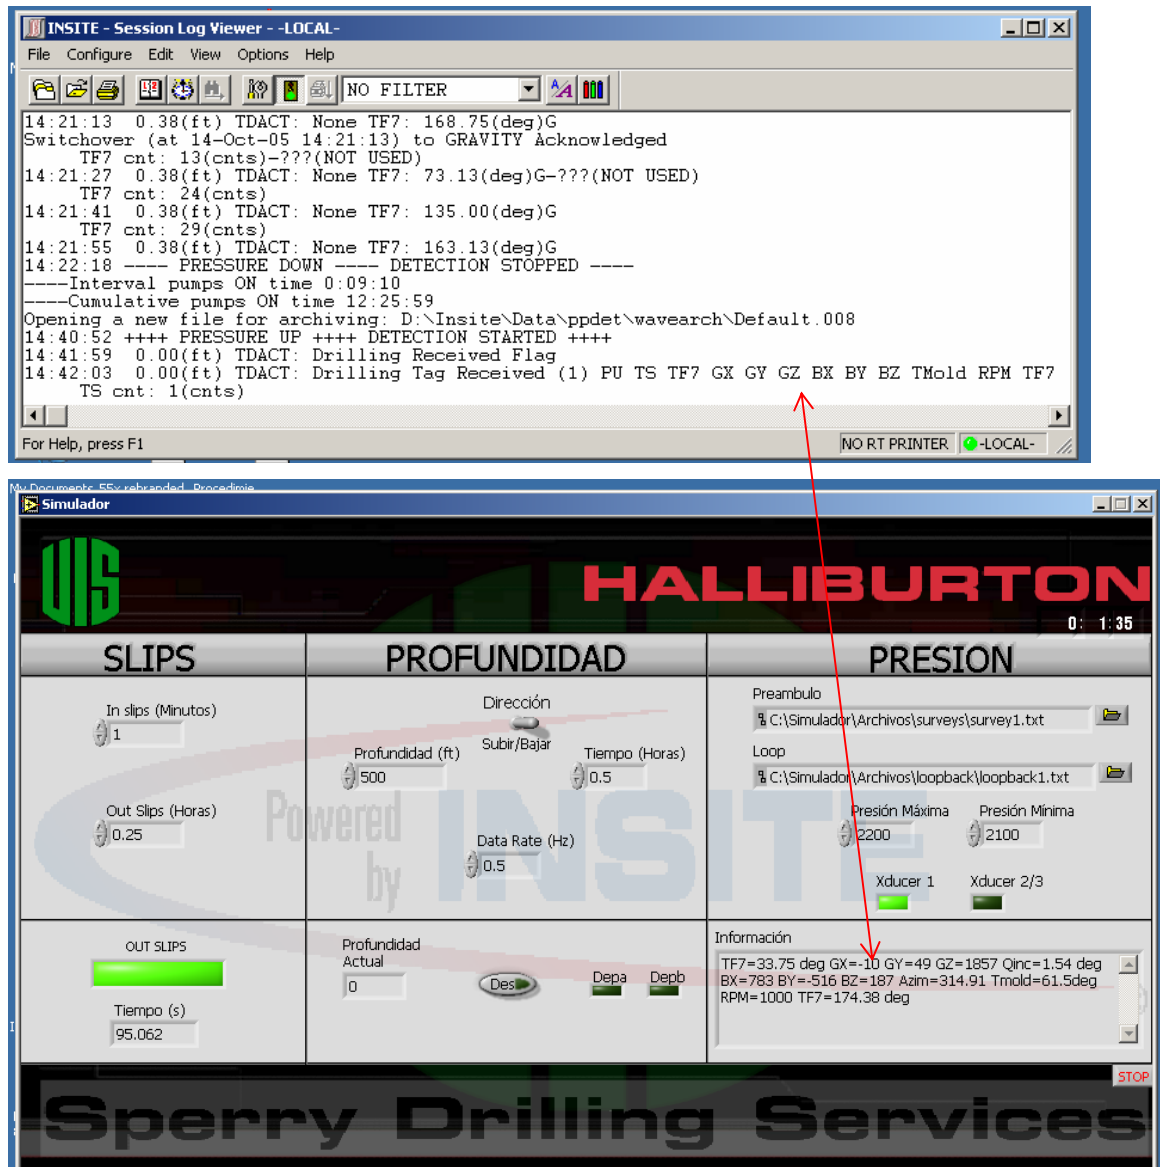 INSITE - Session Log Viewer - -LOCAL-
File Configure Edit View Options Help
NO FILTER
14:21:13 0.38(ft) TDACT: None TF7: 168.75(deg)G
Switchover (at 14-Oct-05 14:21:13) to GRAVITY Acknowledged
TF7 cnt: 13(cnts)-???(NOT USED)
14:21:27 0.38(ft) TDACT: None TF7: 73.13(deg)G-???(NOT USED)
TF7 cnt: 24(cnts)
14:21:41 0.38(ft) TDACT: None TF7: 135.00(deg)G
TF7 cnt: 29(cnts)
14:21:55 0.38(ft) TDACT: None TF7: 163.13(deg)G
14:22:18 ---- PRESSURE DOWN ---- DETECTION STOPPED ----
----Interval pumps ON time 0:09:10
----Cumulative pumps ON time 12:25:59
Opening a new file for archiving: D:\Insite\Data\ppdet\wavearch\Default.008
14:40:52 ++++ PRESSURE UP ++++ DETECTION STARTED ++++
14:41:59 0.00(ft) TDACT: Drilling Received Flag
14:42:03 0.00(ft) TDACT: Drilling Tag Received (1) PU TS TF7 GX GY GZ BX BY BZ TMold RPM TF7
TS cnt: 1(cnts)
For Help, press F1 NO RT PRINTER -LOCAL-
My Documents 55x rebranded Procedimie
Simulador
UIS
HALLIBURTON
0: 1:35
SLIPS PROFUNDIDAD PRESION
In slips (Minutos)
1
Out Slips (Horas)
0.25
Dirección
Subir/Bajar
Profundidad (ft) Tiempo (Horas)
500 0.5
Data Rate (Hz)
0.5
Powered
by INSITE
Preambulo
C:\Simulador\Archivos\surveys\survey1.txt
Loop
C:\Simulador\Archivos\loopback\loopback1.txt
Presión Máxima Presión Mínima
2200 2100
Xducer 1 Xducer 2/3
OUT SLIPS
Tiempo (s)
95.062
Profundidad
Actual
0
Des
Depa Depb
Información
TF7=33.75 deg GX=-10 GY=49 GZ=1857 Qinc=1.54 deg
BX=783 BY=-516 BZ=187 Azim=314.91 Tmold=61.5deg
RPM=1000 TF7=174.38 deg
STOP
Sperry Drilling Services